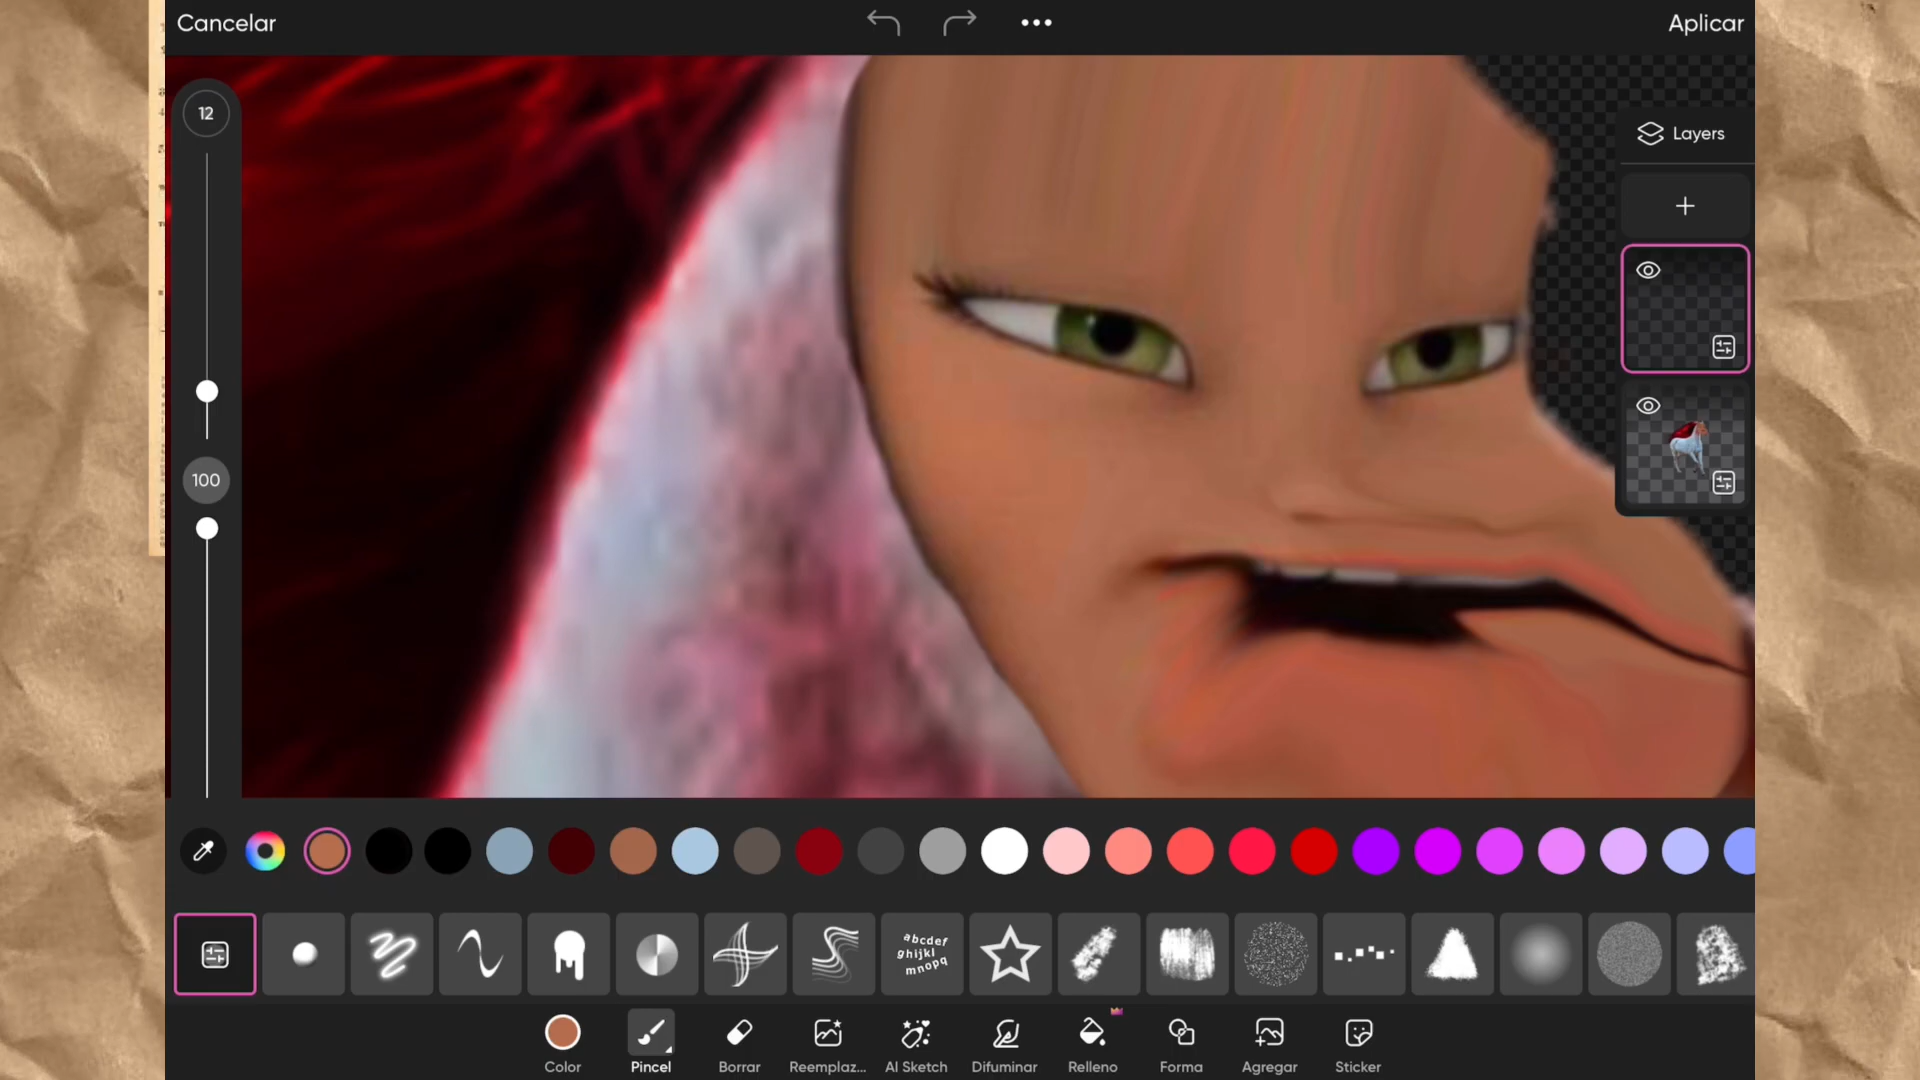 Cancelar
Aplicar
12
Layers
100
abcdef
ghijkl
mnopq
Color
Pincel
Borrar
Reemplaz...
AI Sketch
Difuminar
Relleno
Forma
Agregar
Sticker